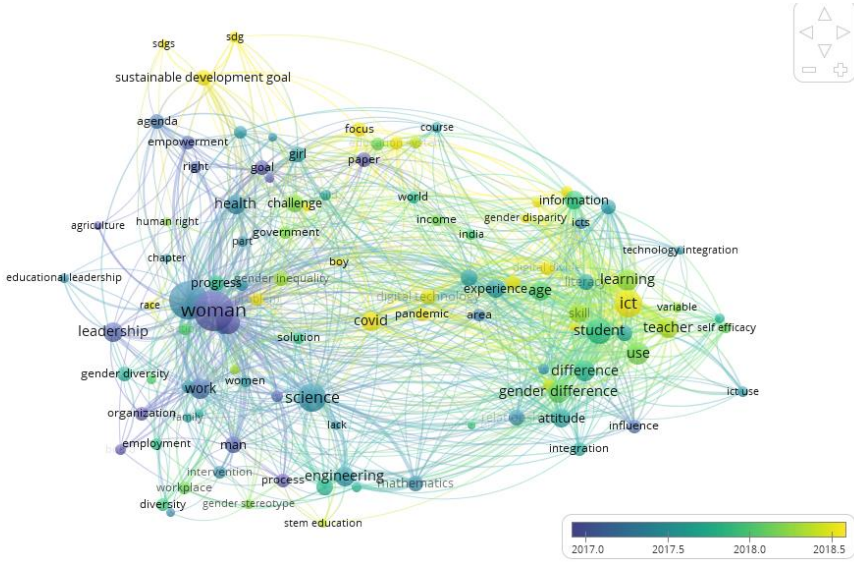 sdgs
sdg
sustainable development goal
agenda
focus
course
empowerment
girl
paper
right
goal
health
challenge
world
information
agriculture
human right
income
gender disparity
icts
government
india
part
technology integration
chapter
boy
educational leadership
progress
gender inequality
learning
experience
age
literacy
digital technology
race
woman
ict
covid
pandemic
area
skill
variable
leadership
student
teacher
self efficacy
solution
use
gender diversity
women
difference
work
science
gender difference
ict use
organization
family
lack
attitude
influence
employment
man
integration
intervention
process
engineering
mathematics
workplace
diversity
gender stereotype
stem education
2017.0
2017.5
2018.0
2018.5